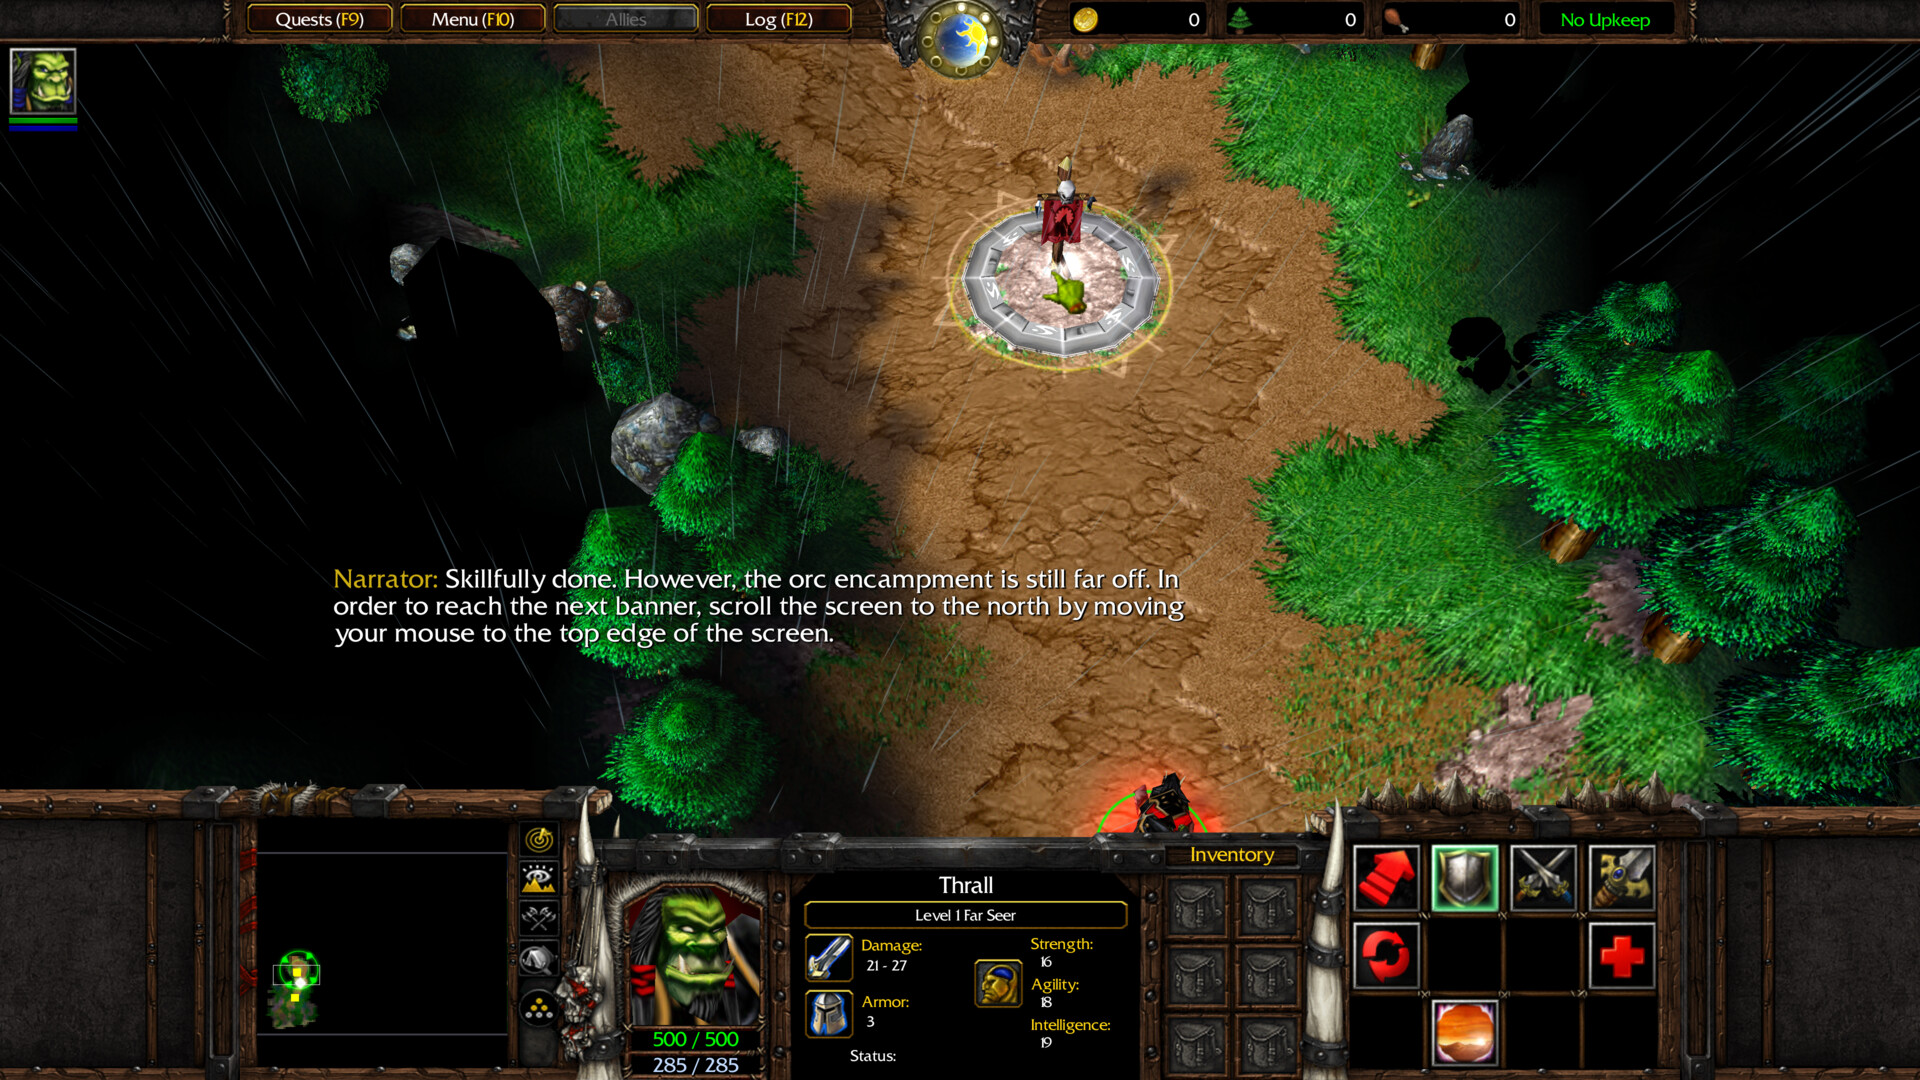 Quests (F9)
Menu (F10)
Allies
Log (F12)
0
0
0
No Upkeep
Narrator: Skillfully done. However, the orc encampment is still far off. In
order to reach the next banner, scroll the screen to the north by moving
your mouse to the top edge of the screen.
Inventory
Thrall
Level 1 Far Seer
Damage:
21 - 27
Armor:
3
Strength:
16
Agility:
18
Intelligence:
19
Status:
500 / 500
285 / 285